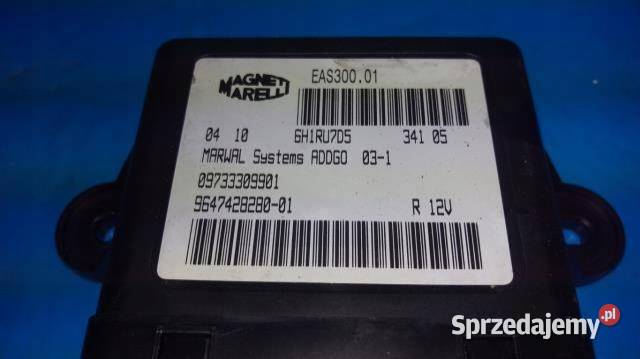 MAGNETI MARELLI
EAS300.01
04 10 6H1RU7D5 341 05
MARWAL Systems ADDGO 03-1
09733309901
9647428280-01 R 12V
Sprzedajemy.pl